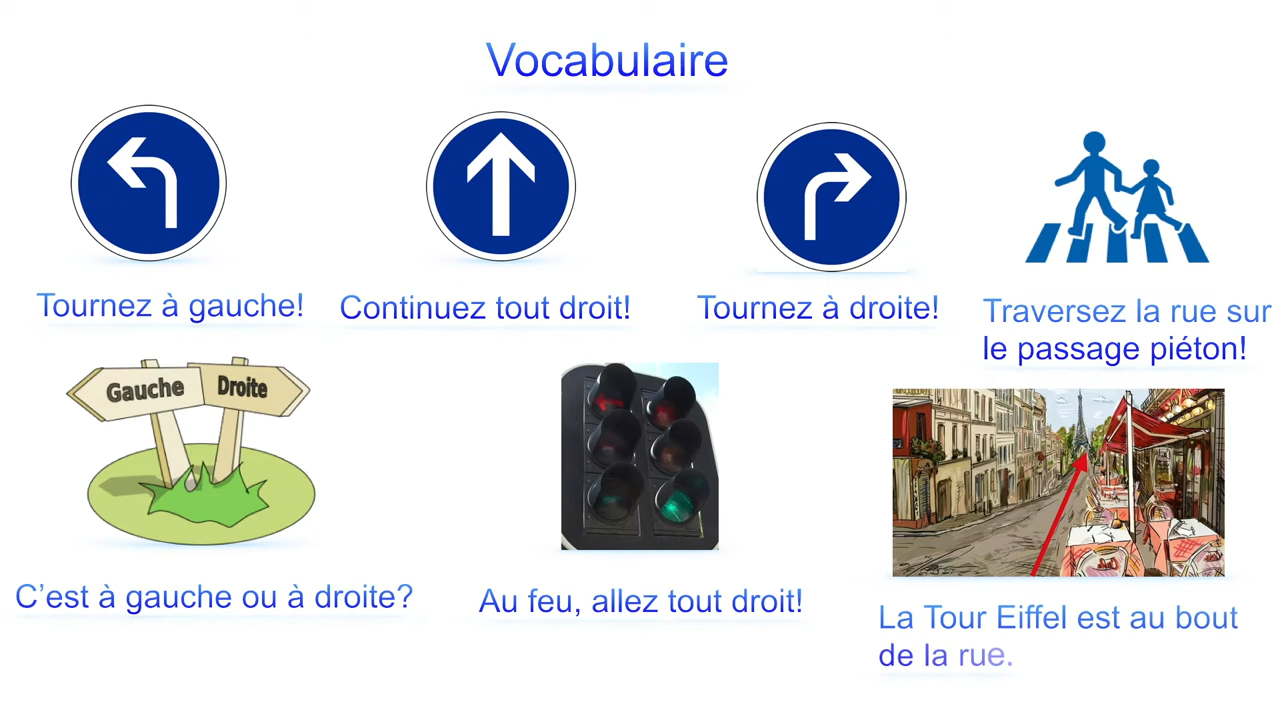 Vocabulaire
Tournez à gauche!
Continuez tout droit!
Tournez à droite!
Traversez la rue sur
le passage piéton!
Gauche
Droite
C’est à gauche ou à droite?
Au feu, allez tout droit!
La Tour Eiffel est au bout
de la rue.